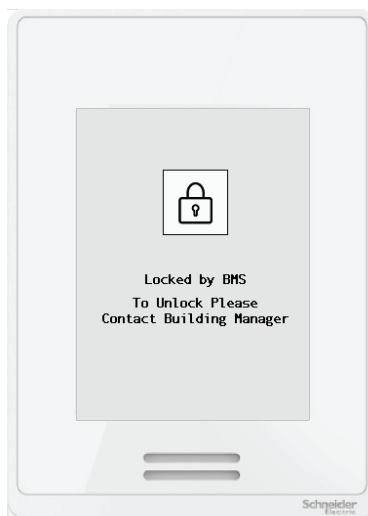 Locked by BMS
To Unlock Please
Contact Building Manager
Schneider
Electric